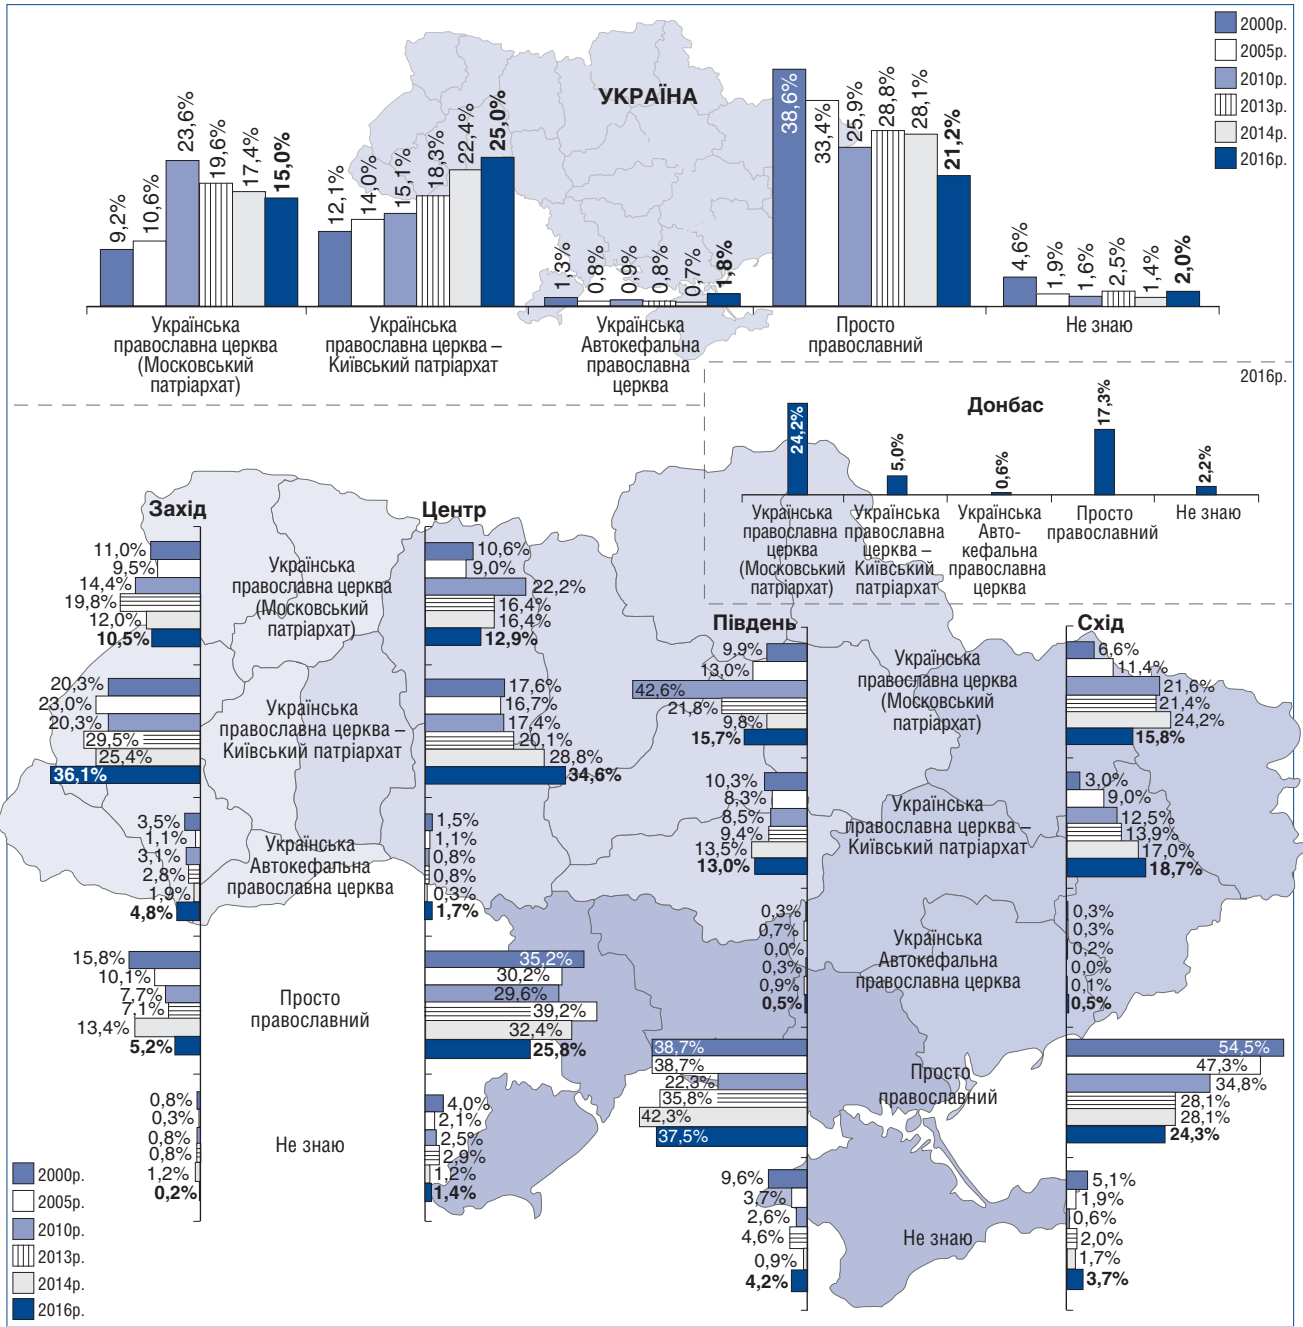 2000р.
2005р.
2010р.
2013р.
2014р.
2016р.
УКРАЇНА
9,2%
10,6%
23,6%
19,6%
17,4%
15,0%
12,1%
14,0%
15,1%
18,3%
22,4%
25,0%
1,3%
0,8%
0,9%
0,8%
0,7%
1,8%
38,6%
33,4%
25,9%
28,8%
28,1%
21,2%
4,6%
1,9%
1,6%
2,5%
1,4%
2,0%
Українська
православна церква
(Московський
патріархат)
Українська
православна церква –
Київський патріархат
Українська
Автокефальна
православна
церква
Просто
православний
Не знаю
2016р.
Донбас
24,2%
5,0%
0,6%
17,3%
2,2%
Українська
православна
церква
(Московський
патріархат)
Українська
православна
церква –
Київський
патріархат
Українська
Авто-
кефальна
православна
церква
Просто
православний
Не знаю
Захід
11,0%
9,5%
14,4%
19,8%
12,0%
10,5%
Українська
православна церква
(Московський
патріархат)
20,3%
23,0%
20,3%
29,5%
25,4%
36,1%
Українська
православна церква –
Київський патріархат
3,5%
1,1%
3,1%
2,8%
1,9%
4,8%
Українська
Автокефальна
православна церква
15,8%
10,1%
7,7%
7,1%
13,4%
5,2%
Просто
православний
0,8%
0,3%
0,8%
0,8%
1,2%
0,2%
Не знаю
Центр
10,6%
9,0%
22,2%
16,4%
16,4%
12,9%
17,6%
16,7%
17,4%
20,1%
28,8%
34,6%
1,5%
1,1%
0,8%
0,8%
0,3%
1,7%
35,2%
30,2%
29,6%
39,2%
32,4%
25,8%
4,0%
2,1%
2,5%
2,9%
1,2%
1,4%
Південь
9,9%
13,0%
42,6%
21,8%
9,8%
15,7%
Українська
православна церква
(Московський
патріархат)
10,3%
8,3%
8,5%
9,4%
13,5%
13,0%
Українська
православна церква –
Київський патріархат
0,3%
0,7%
0,0%
0,3%
0,9%
0,5%
Українська
Автокефальна
православна церква
38,7%
38,7%
22,3%
35,8%
42,3%
37,5%
Просто
православний
9,6%
3,7%
2,6%
4,6%
0,9%
4,2%
Не знаю
Схід
6,6%
11,4%
21,6%
21,4%
24,2%
15,8%
3,0%
9,0%
12,5%
13,9%
17,0%
18,7%
0,3%
0,3%
0,2%
0,0%
0,1%
0,5%
54,5%
47,3%
34,8%
28,1%
28,1%
24,3%
5,1%
1,9%
0,6%
2,0%
1,7%
3,7%
2000р.
2005р.
2010р.
2013р.
2014р.
2016р.